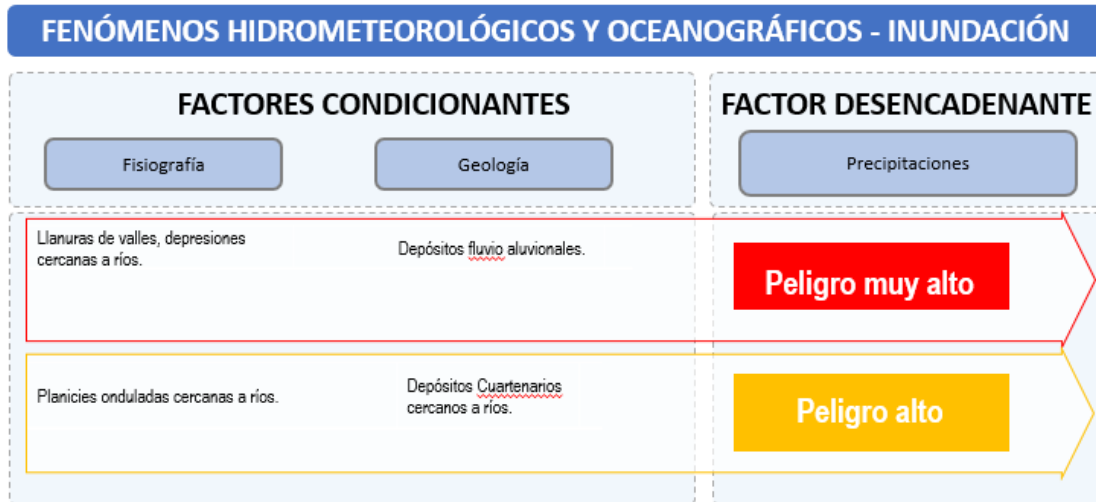 FENÓMENOS HIDROMETEOROLÓGICOS Y OCEANOGRÁFICOS - INUNDACIÓN
FACTORES CONDICIONANTES
FACTOR DESENCADENANTE
Fisiografía
Geología
Precipitaciones
Llanuras de valles, depresiones
cercanas a ríos.
Depósitos fluvio aluvionales.
Peligro muy alto
Planicies onduladas cercanas a ríos.
Depósitos Cuartenarios
cercanos a ríos.
Peligro alto